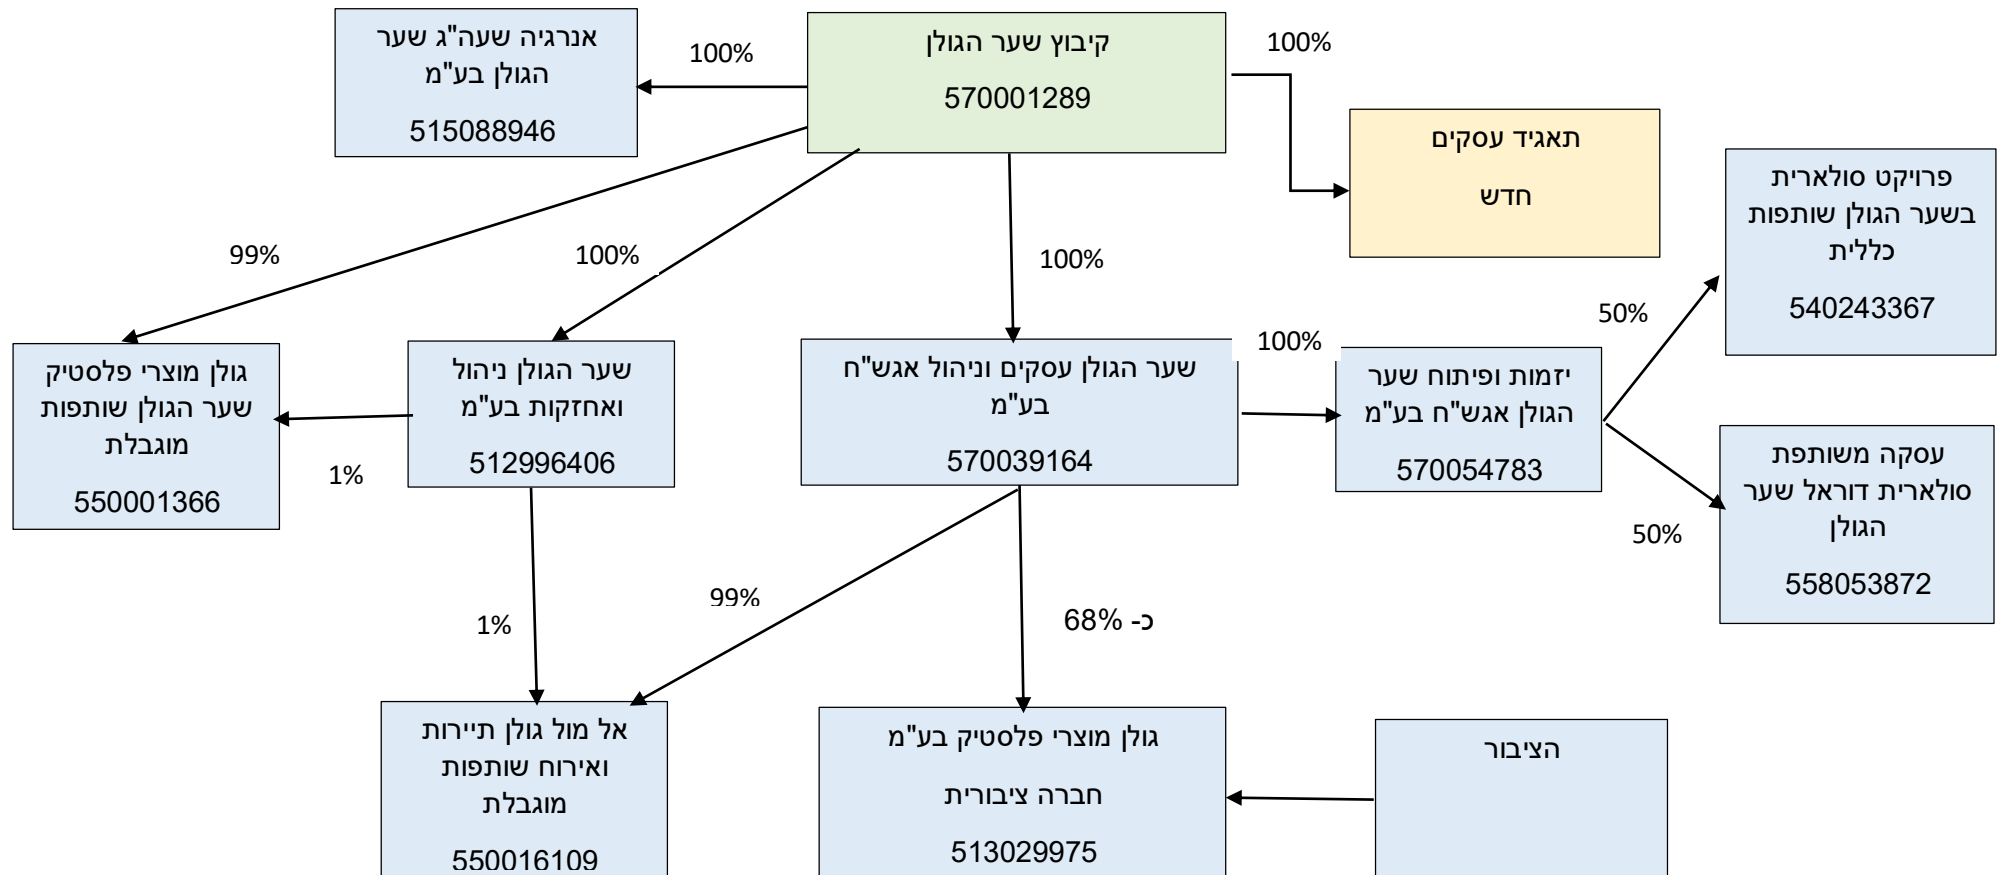 אנרגיה שעה"ג שער
הגולן בע"מ
515088946
100%
קיבוץ שער הגולן
570001289
100%
תאגיד עסקים
חדש
פרויקט סולארית
בשער הגולן שותפות
כללית
540243367
99%
100%
100%
50%
100%
גולן מוצרי פלסטיק
שער הגולן שותפות
מוגבלת
550001366
1%
שער הגולן ניהול
ואחזקות בע"מ
512996406
שער הגולן עסקים וניהול אגש"ח
בע"מ
570039164
יזמות ופיתוח שער
הגולן אגש"ח בע"מ
570054783
עסקה משותפת
סולארית דוראל שער
הגולן
558053872
50%
1%
99%
כ- 68%
אל מול גולן תיירות
ואירוח שותפות
מוגבלת
550016109
גולן מוצרי פלסטיק בע"מ
חברה ציבורית
513029975
הציבור